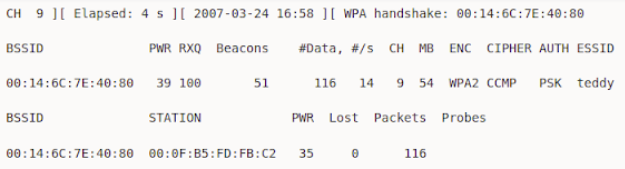 CH  9 ][ Elapsed: 4 s ][ 2007-03-24 16:58 ][ WPA handshake: 00:14:6C:7E:40:80
BSSID              PWR RXQ  Beacons    #Data, #/s  CH  MB  ENC  CIPHER AUTH ESSID
00:14:6C:7E:40:80   39 100       51      116   14   9  54  WPA2 CCMP   PSK  teddy
BSSID              STATION            PWR  Lost  Packets  Probes
00:14:6C:7E:40:80  00:0F:B5:FD:FB:C2   35     0      116